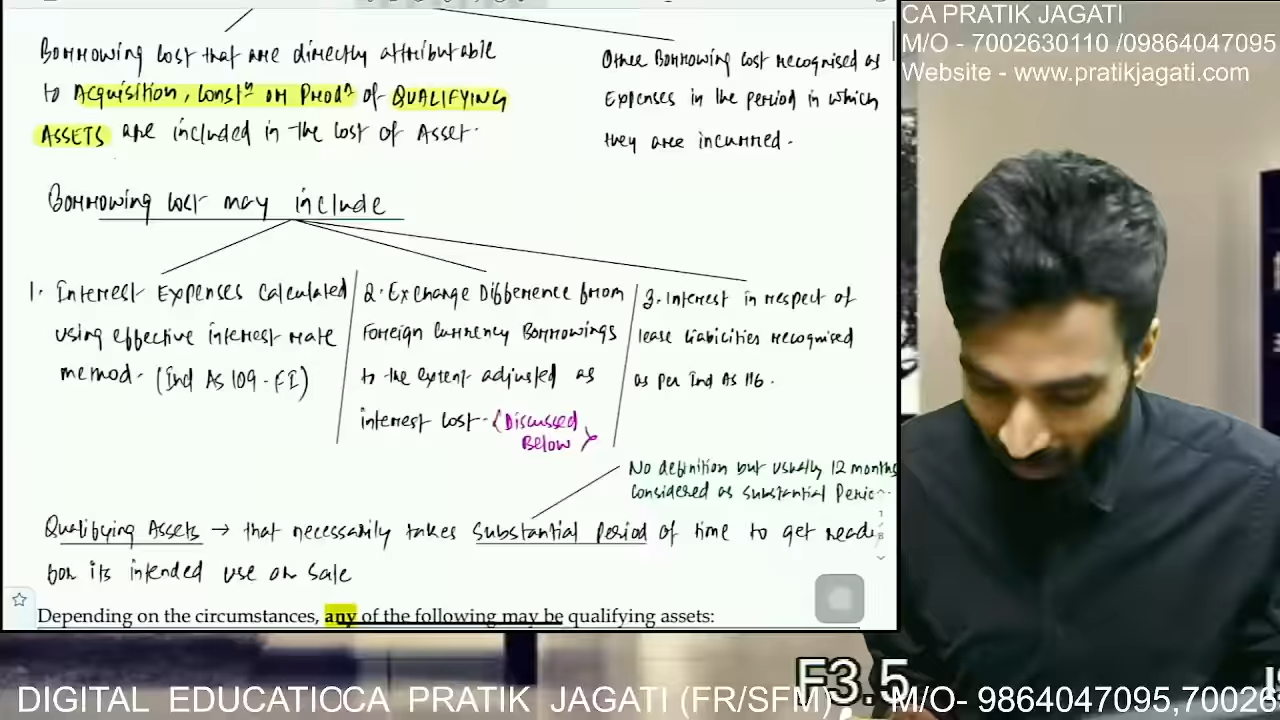 CA PRATIK JAGATI
M/O - 7002630110 /09864047095
Website - www.pratikjagati.com
Borrowing cost that are directly attributable
to Acquisition, Constn or Prodn of QUALIFYING
ASSETS are included in the cost of Asset.
Other Borrowing cost recognised as
Expenses in the period in which
they are incurred.
Borrowing cost may include
1. Interest Expenses calculated
using effective interest rate
method. (Ind AS 109 - FI)
2. Exchange Difference from
Foreign Currency Borrowings
to the extent adjusted as
interest cost. (Discussed
Below)
3. Interest in respect of
lease liabilities recognised
as per Ind AS 116.
No definition but usually 12 months
considered as substantial Period.
Qualifying Assets → that necessarily takes substantial period of time to get ready
for its intended use or sale
Depending on the circumstances, any of the following may be qualifying assets:
F3.5
DIGITAL EDUCATIOCA PRATIK JAGATI (FR/SFM) M/O- 9864047095,70026